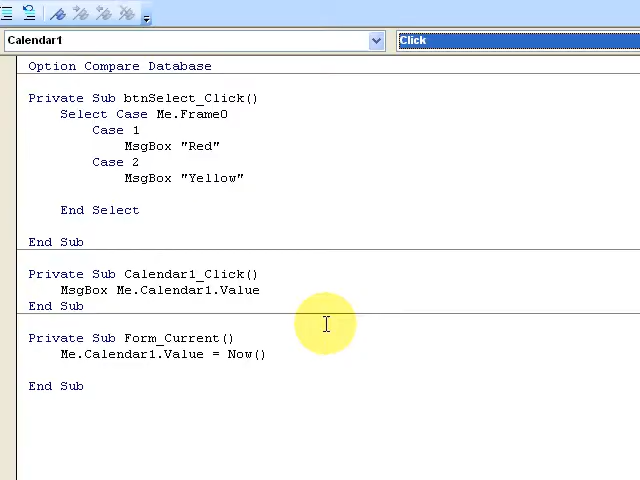 Calendar1
Click
Option Compare Database
Private Sub btnSelect_Click()
Select Case Me.Frame0
Case 1
MsgBox "Red"
Case 2
MsgBox "Yellow"
End Select
End Sub
Private Sub Calendar1_Click()
MsgBox Me.Calendar1.Value
End Sub
Private Sub Form_Current()
Me.Calendar1.Value = Now()
End Sub